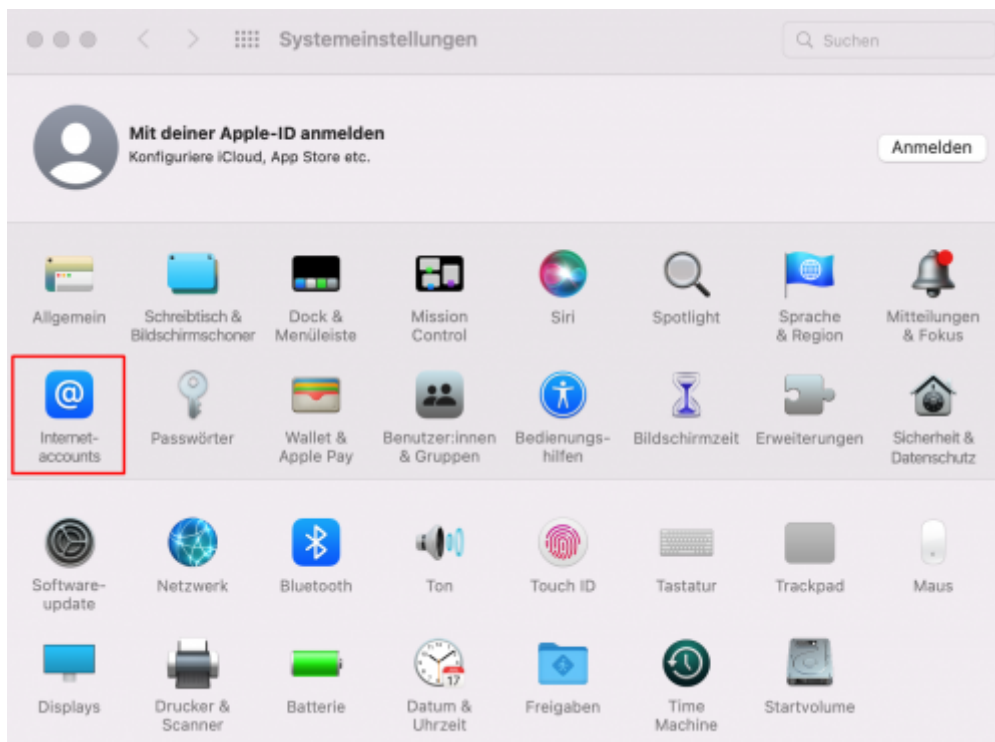 Systemeinstellungen
Suchen
Mit deiner Apple-ID anmelden
Konfiguriere iCloud, App Store etc.
Anmelden
Allgemein
Schreibtisch &
Bildschirmschoner
Dock &
Menüleiste
Mission
Control
Siri
Spotlight
Sprache
& Region
Mitteilungen
& Fokus
@
Internet-
accounts
Passwörter
Wallet &
Apple Pay
Benutzer:innen
& Gruppen
Bedienungs-
hilfen
Bildschirmzeit
Erweiterungen
Sicherheit &
Datenschutz
Software-
update
Netzwerk
Bluetooth
Ton
Touch ID
Tastatur
Trackpad
Maus
Displays
Drucker &
Scanner
Batterie
17
Datum &
Uhrzeit
Freigaben
Time
Machine
Startvolume